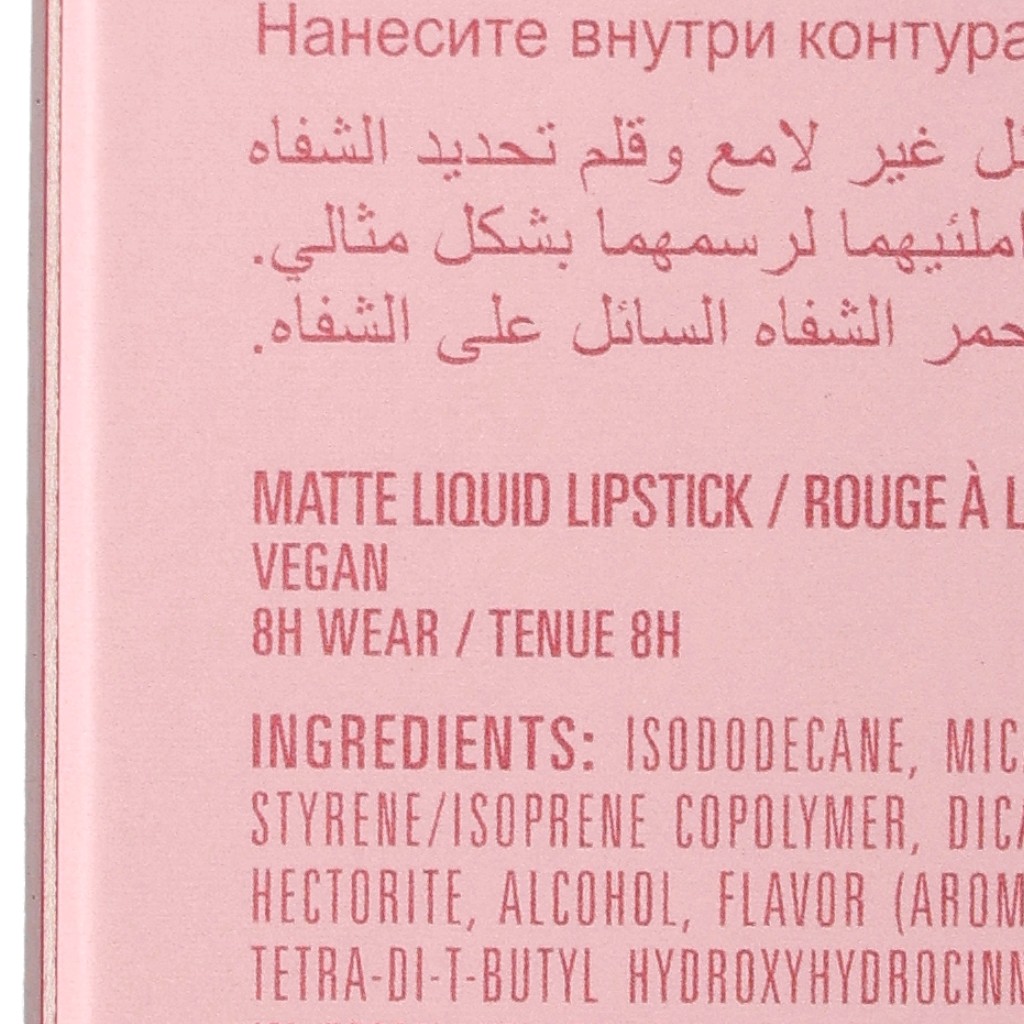 Нанесите внутри контура
غير لامع وقلم تحديد الشفاه
املئيهما لرسمهما بشكل مثالي.
الشفاه السائل على الشفاه.
MATTE LIQUID LIPSTICK / ROUGE À L
VEGAN
8H WEAR / TENUE 8H
INGREDIENTS: ISODODECANE, MIC
STYRENE/ISOPRENE COPOLYMER, DICA
HECTORITE, ALCOHOL, FLAVOR (AROM
TETRA-DI-T-BUTYL HYDROXYHYDROCINN